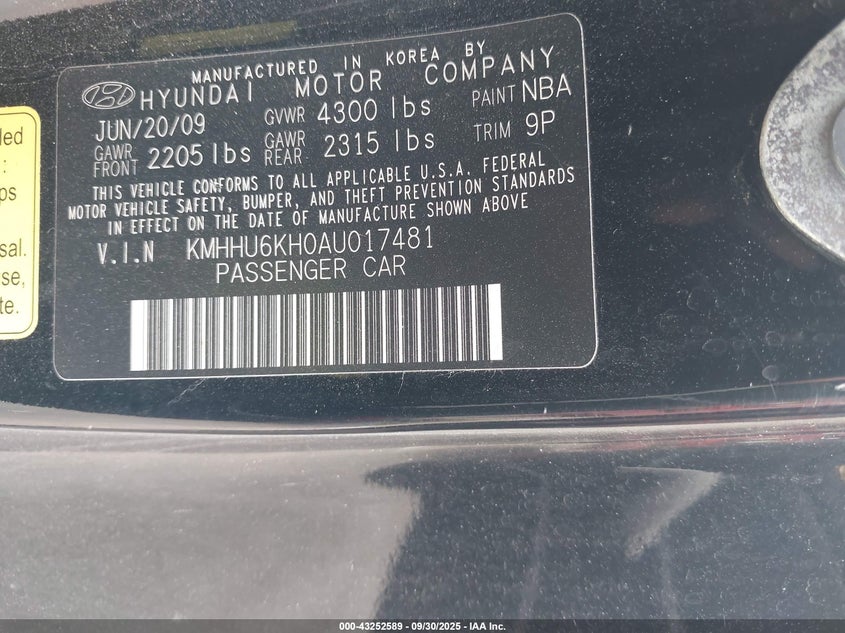 MANUFACTURED IN KOREA BY
HYUNDAI MOTOR COMPANY
JUN/20/09 GVWR 4300 lbs PAINT NBA
GAWR FRONT 2205 lbs GAWR REAR 2315 lbs TRIM 9P
THIS VEHICLE CONFORMS TO ALL APPLICABLE U.S.A. FEDERAL
MOTOR VEHICLE SAFETY, BUMPER, AND THEFT PREVENTION STANDARDS
IN EFFECT ON THE DATE OF MANUFACTURE SHOWN ABOVE
V.I.N KMHHU6KH0AU017481
PASSENGER CAR
000-43252589 - 09/30/2025 - IAA Inc.